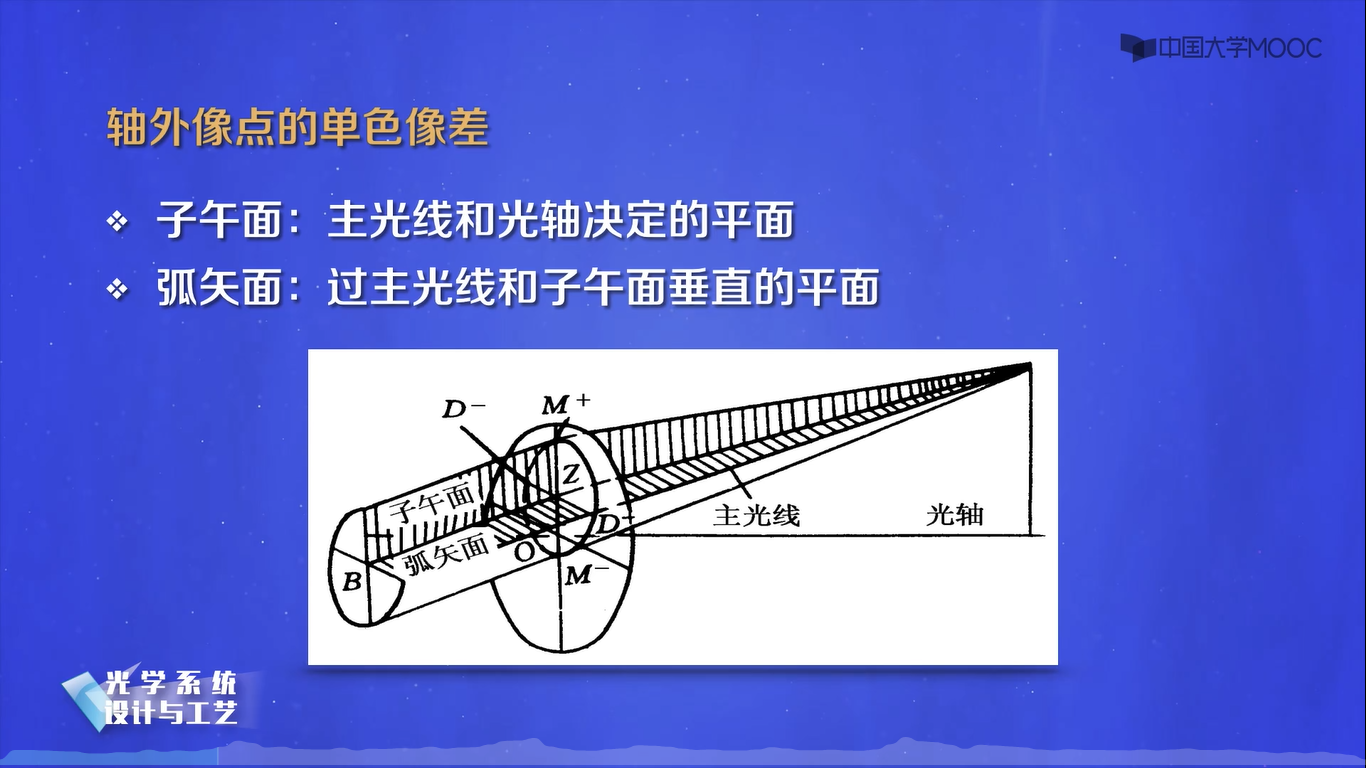 中国大学MOOC
轴外像点的单色像差
❖ 子午面：主光线和光轴决定的平面
❖ 弧矢面：过主光线和子午面垂直的平面
D⁻
M⁺
Z
子午面
D⁺
主光线
光轴
弧矢面
O
B
M⁻
光学系统
设计与工艺